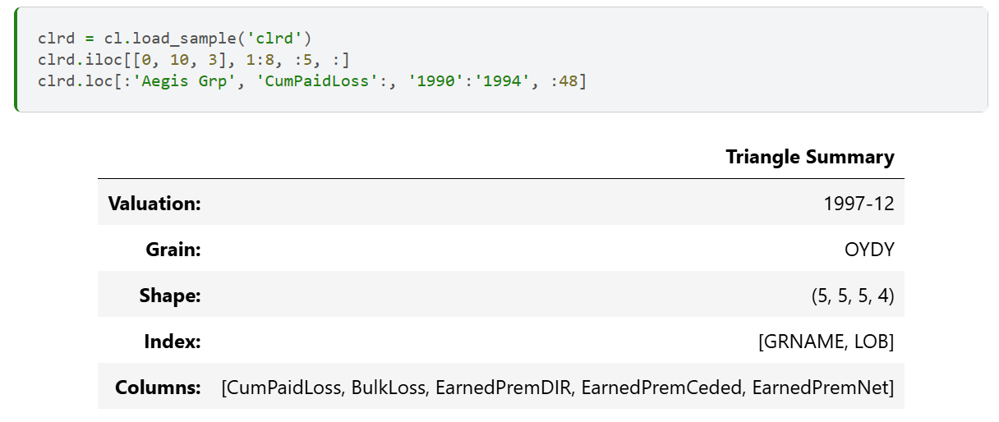 clrd = cl.load_sample('clrd')
clrd.iloc[[0, 10, 3], 1:8, :5, :]
clrd.loc[:'Aegis Grp', 'CumPaidLoss':, '1990':'1994', :48]
Triangle Summary
Valuation: 1997-12
Grain: OYDY
Shape: (5, 5, 5, 4)
Index: [GRNAME, LOB]
Columns: [CumPaidLoss, BulkLoss, EarnedPremDIR, EarnedPremCeded, EarnedPremNet]